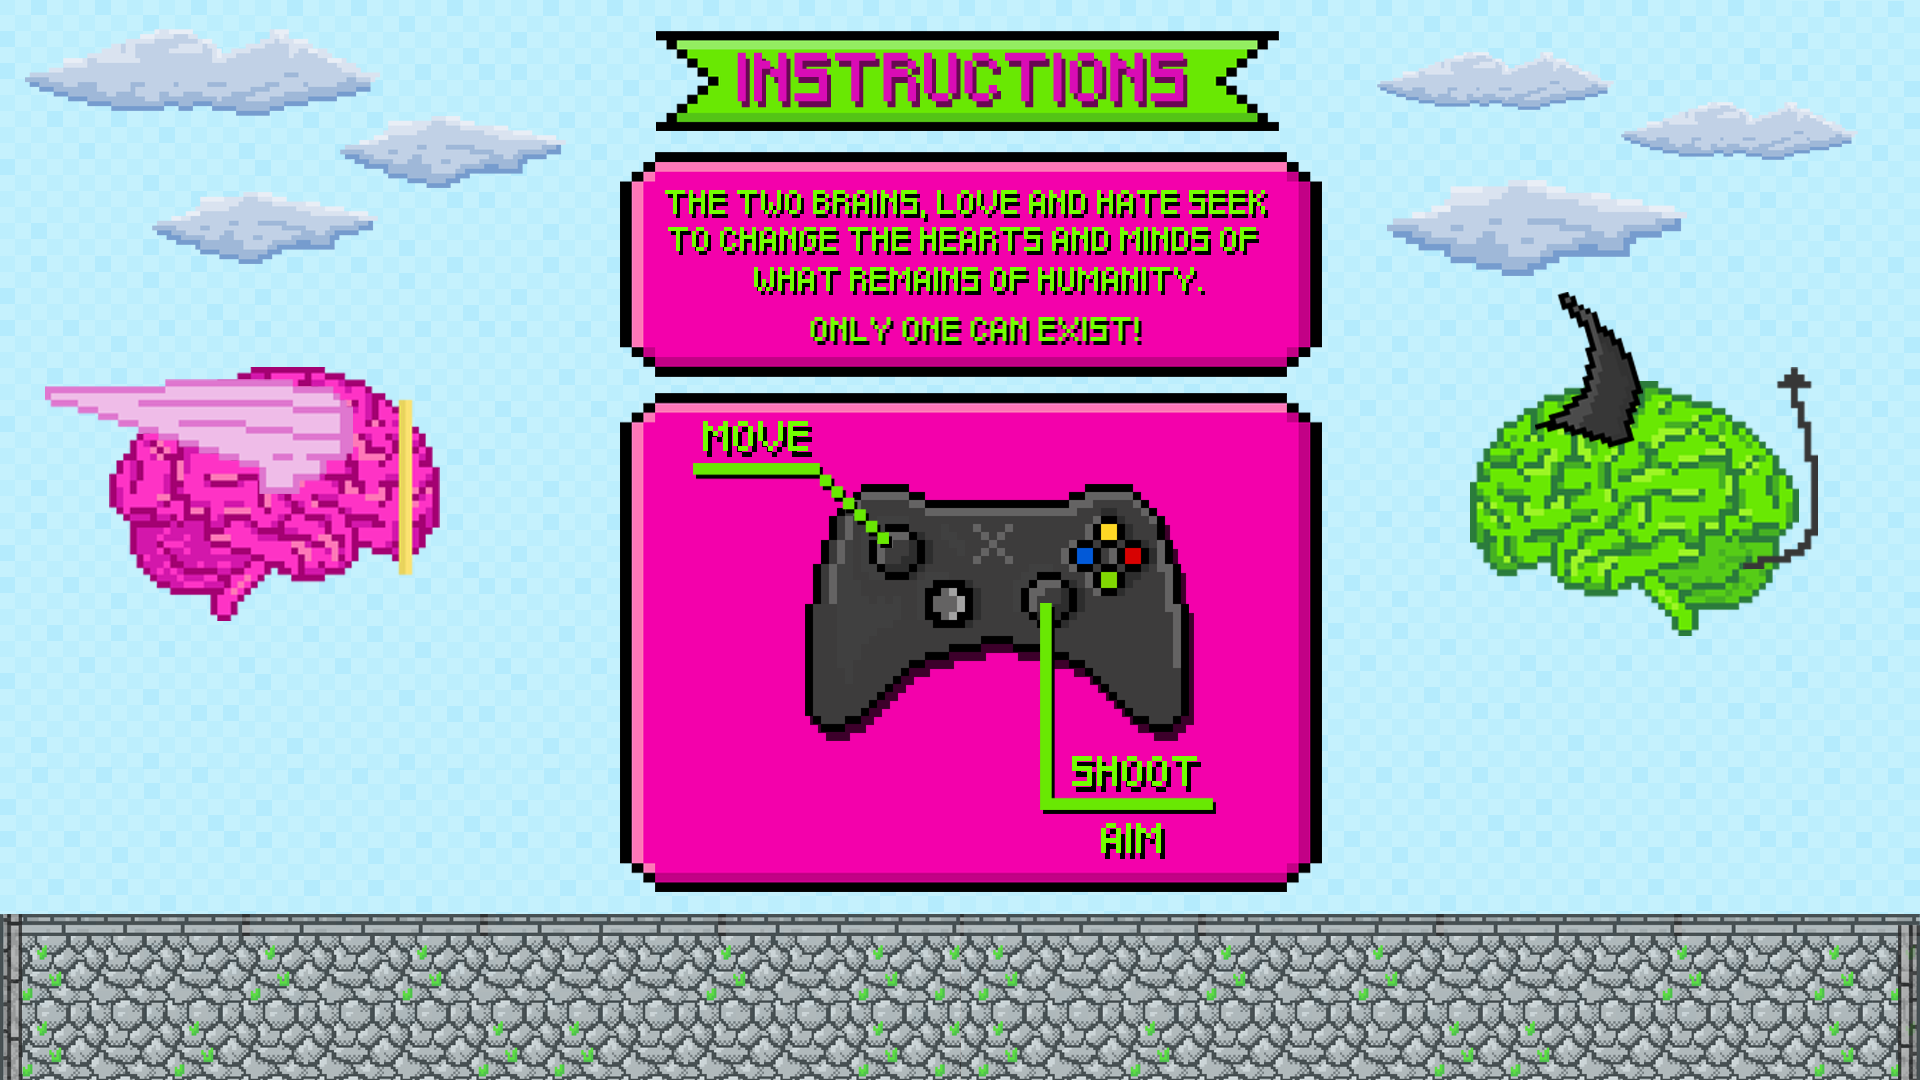 INSTRUCTIONS
THE TWO BRAINS, LOVE AND HATE SEEK
TO CHANGE THE HEARTS AND MINDS OF
WHAT REMAINS OF HUMANITY.
ONLY ONE CAN EXIST!
MOVE
SHOOT
AIM